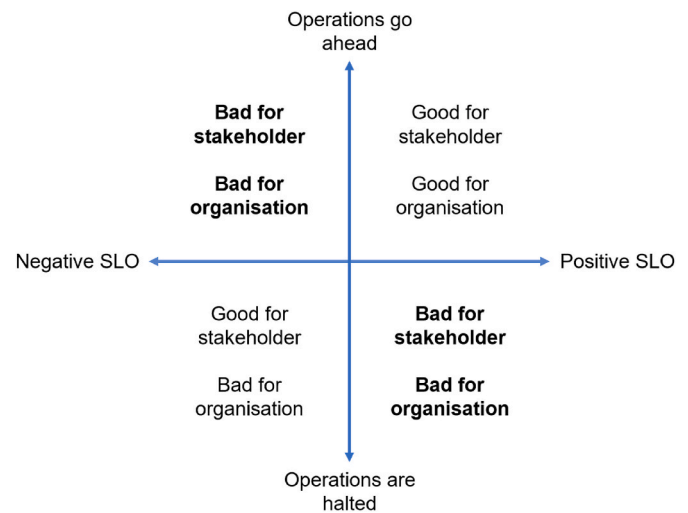 Operations go
ahead
Bad for
stakeholder
Good for
stakeholder
Bad for
organisation
Good for
organisation
Negative SLO
Positive SLO
Good for
stakeholder
Bad for
stakeholder
Bad for
organisation
Bad for
organisation
Operations are
halted